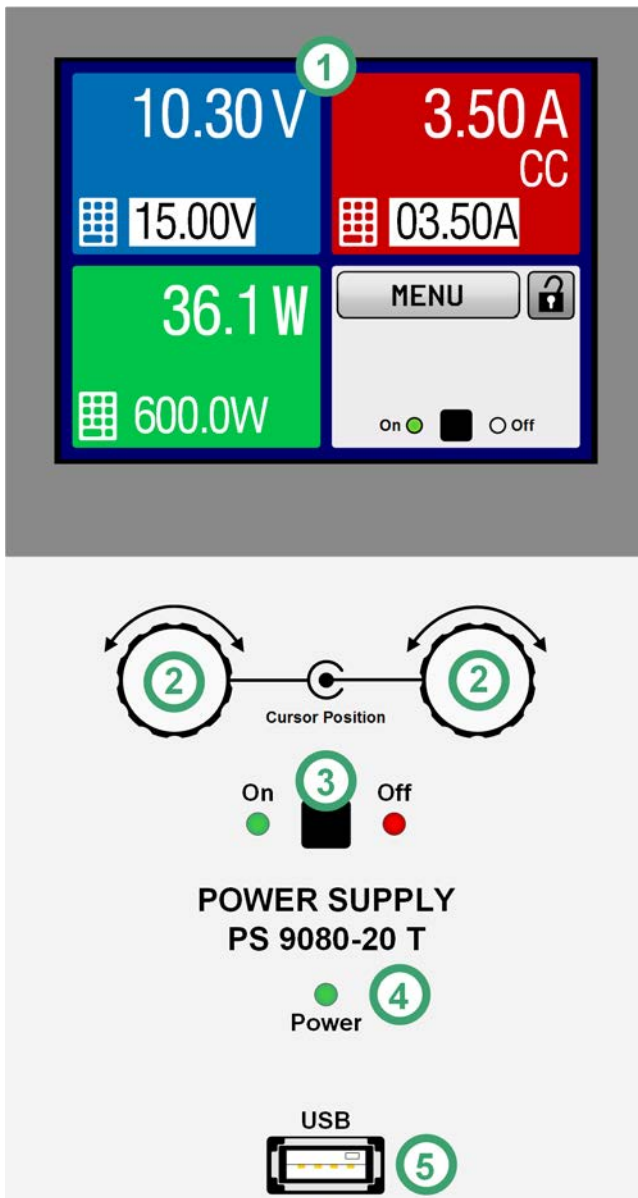 1
10.30 V
3.50 A
CC
15.00V
03.50A
36.1 W
MENU
600.0W
On
Off
2
2
Cursor Position
3
On
Off
POWER SUPPLY
PS 9080-20 T
4
Power
USB
5